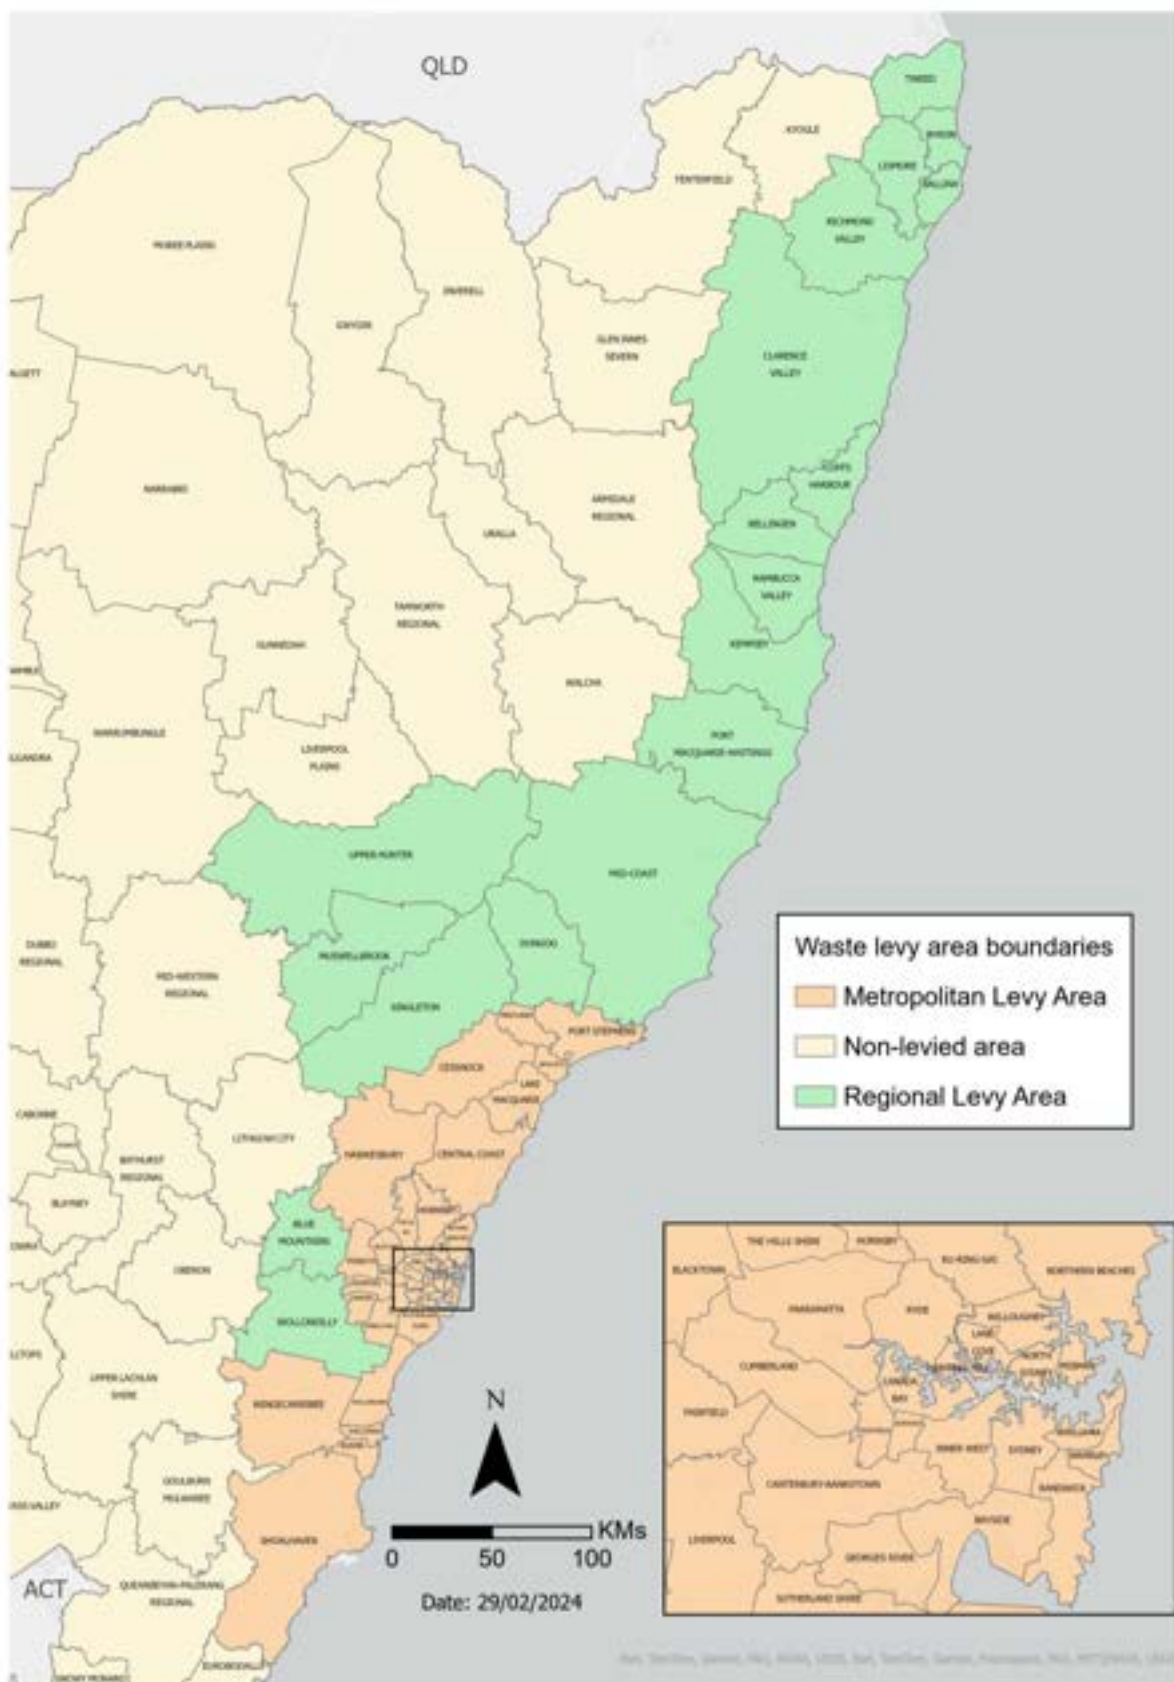 QLD
TWEED
KYOGLE
BYRON
LISMORE
TENTERFIELD
BALLINA
RICHMOND
VALLEY
MOREE PLAINS
INVERELL
GWYDIR
GLEN INNES
SEVERN
CLARENCE
VALLEY
COFFS
HARBOUR
NARRABRI
ARMIDALE
REGIONAL
BELLINGEN
URALLA
NAMBUCCA
VALLEY
TAMWORTH
REGIONAL
GUNNEDAH
KEMPSEY
WALCHA
WARRUMBUNGLE
PORT
MACQUARIE-HASTINGS
LIVERPOOL
PLAINS
UPPER HUNTER
MID-COAST
DUBBO
REGIONAL
DUNGOG
MUSWELLBROOK
MID-WESTERN
REGIONAL
SINGLETON
PORT STEPHENS
CESSNOCK
LAKE
MACQUARIE
CABONNE
LITHGOW CITY
HAWKESBURY
CENTRAL COAST
BATHURST
REGIONAL
BLAYNEY
HORNSBY
BLUE
MOUNTAINS
OBERON
WOLLONDILLY
UPPER LACHLAN
SHIRE
WINGECARRIBEE
GOULBURN
MULWAREE
SHOALHAVEN
ACT
QUEANBEYAN-PALERANG
REGIONAL
EUROBODALLA
SNOWY MONARO
Waste levy area boundaries
Metropolitan Levy Area
Non-levied area
Regional Levy Area
N
KMs
0 50 100
Date: 29/02/2024
THE HILLS SHIRE
HORNSBY
KU-RING-GAI
BLACKTOWN
NORTHERN BEACHES
PARRAMATTA
RYDE
WILLOUGHBY
LANE
COVE
NORTH
SYDNEY
MOSMAN
CUMBERLAND
CANADA
BAY
FAIRFIELD
WOOLLAHRA
INNER WEST
SYDNEY
CANTERBURY-BANKSTOWN
RANDWICK
BAYSIDE
LIVERPOOL
GEORGES RIVER
SUTHERLAND SHIRE